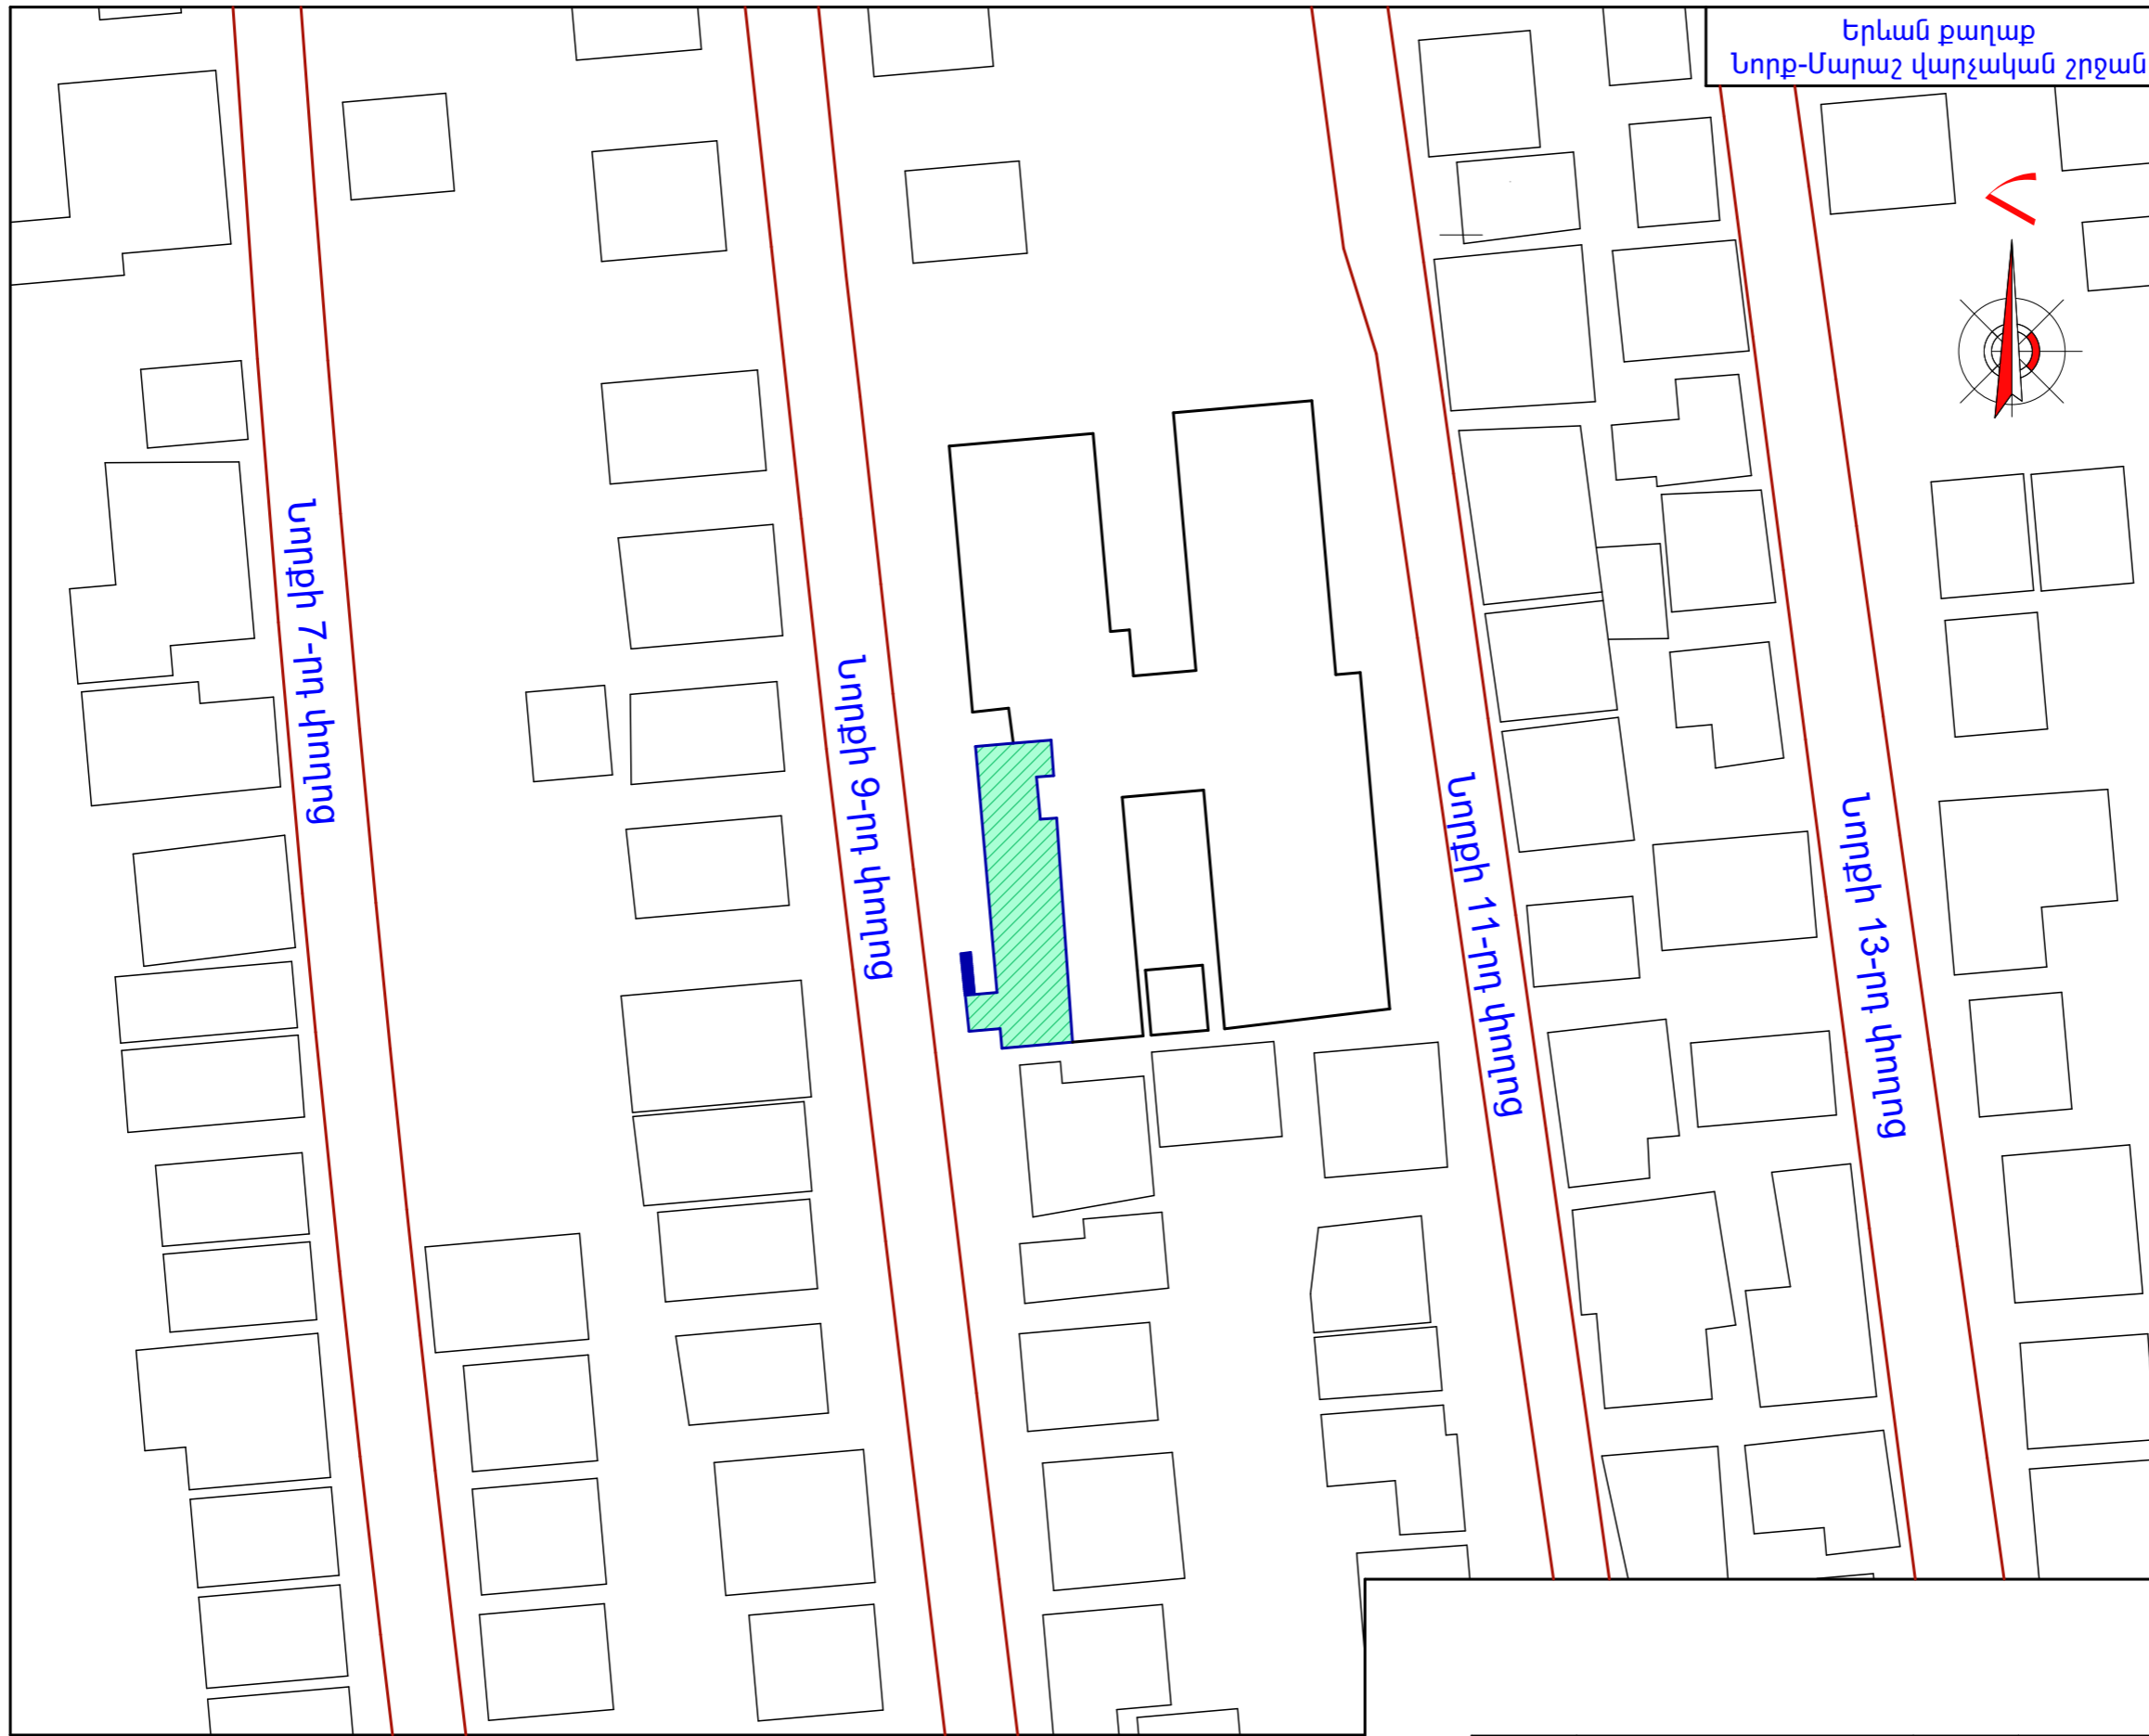 Երևան քաղաք
Նորք-Մարաշ վարչական շրջան
Նորքի 7-րդ փողոց
Նորքի 9-րդ փողոց
Նորքի 11-րդ փողոց
Նորքի 13-րդ փողոց